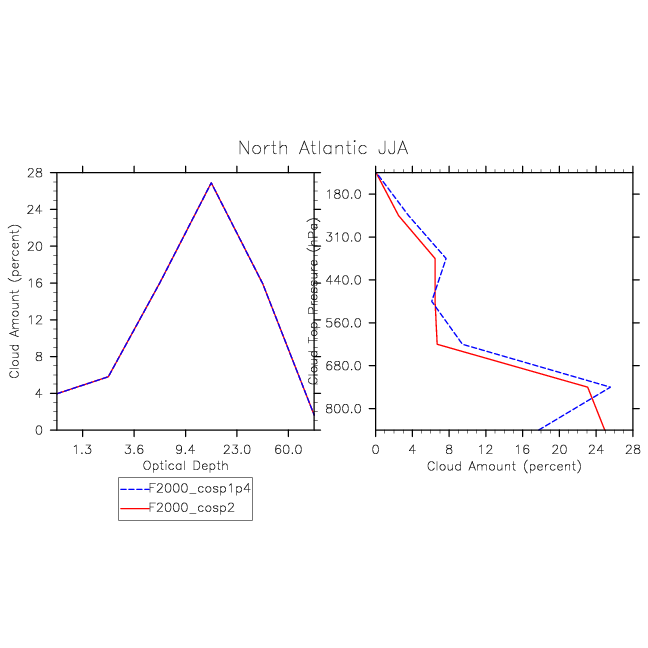 North Atlantic JJA
Cloud Amount (percent)
28
24
20
16
12
8
4
0
1.3 3.6 9.4 23.0 60.0
Optical Depth
Cloud Top Pressure (hPa)
180.0
310.0
440.0
560.0
680.0
800.0
0 4 8 12 16 20 24 28
Cloud Amount (percent)
F2000_cosp1p4
F2000_cosp2